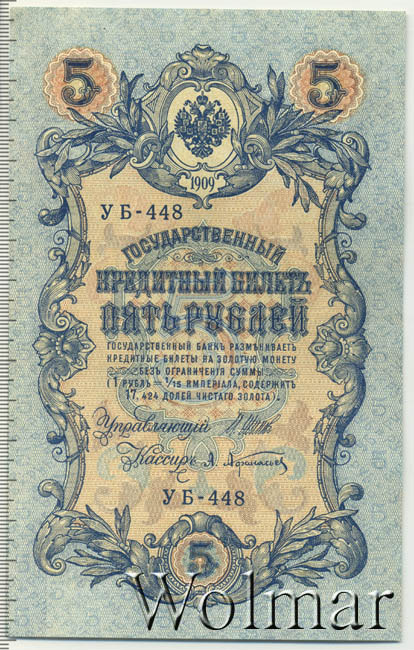 5 5
1909
УБ-448
ГОСУДАРСТВЕННЫЙ
КРЕДИТНЫЙ БИЛЕТЪ
ПЯТЬ РУБЛЕЙ
ГОСУДАРСТВЕННЫЙ БАНКЪ РАЗМѢНИВАЕТЪ
КРЕДИТНЫЕ БИЛЕТЫ НА ЗОЛОТУЮ МОНЕТУ
БЕЗЪ ОГРАНИЧЕНІЯ СУММЫ
(1 РУБЛЬ = 1/15 ИМПЕРІАЛА, СОДЕРЖИТЪ
17,424 ДОЛЕЙ ЧИСТАГО ЗОЛОТА).
Управляющій
Кассиръ А. Афанасьев
УБ-448
5
Wolmar